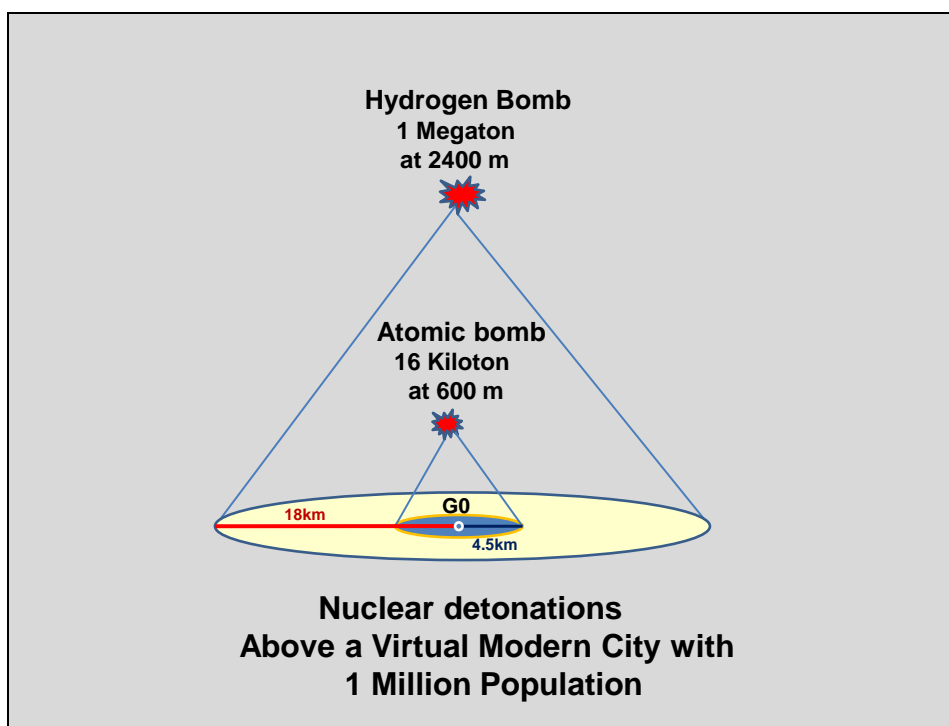 Hydrogen Bomb
1 Megaton
at 2400 m
Atomic bomb
16 Kiloton
at 600 m
G0
18km
4.5km
Nuclear detonations
Above a Virtual Modern City with
1 Million Population